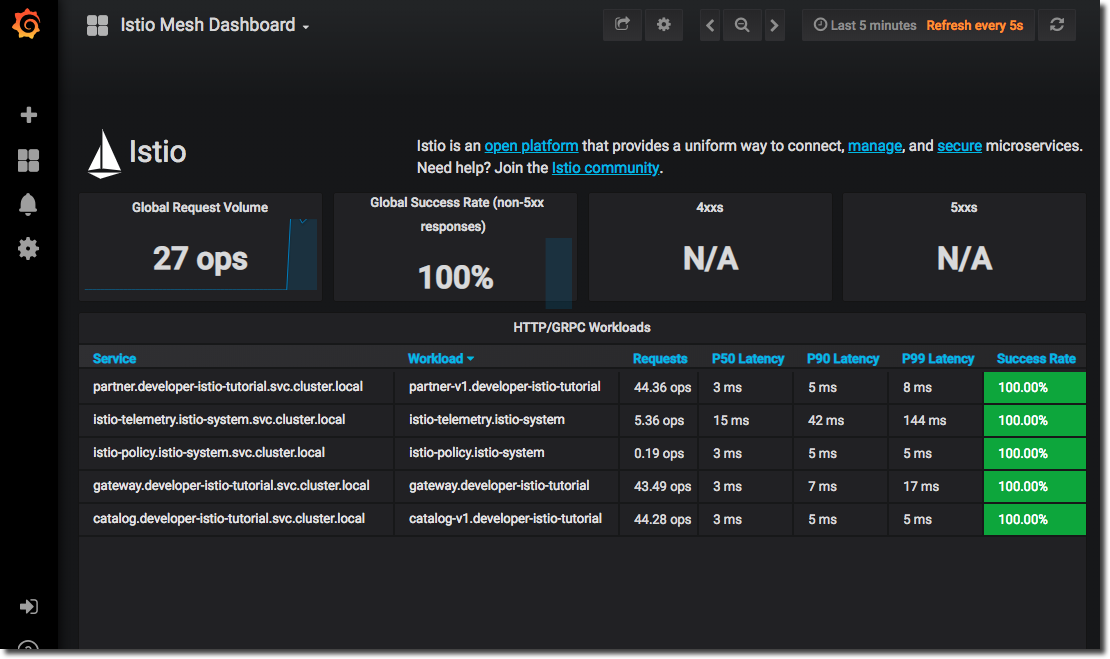 Istio Mesh Dashboard
Last 5 minutes Refresh every 5s
Istio
Istio is an open platform that provides a uniform way to connect, manage, and secure microservices.
Need help? Join the Istio community.
Global Request Volume
27 ops
Global Success Rate (non-5xx
responses)
100%
4xxs
N/A
5xxs
N/A
HTTP/GRPC Workloads
Service Workload Requests P50 Latency P90 Latency P99 Latency Success Rate
partner.developer-istio-tutorial.svc.cluster.local partner-v1.developer-istio-tutorial 44.36 ops 3 ms 5 ms 8 ms 100.00%
istio-telemetry.istio-system.svc.cluster.local istio-telemetry.istio-system 5.36 ops 15 ms 42 ms 144 ms 100.00%
istio-policy.istio-system.svc.cluster.local istio-policy.istio-system 0.19 ops 3 ms 5 ms 5 ms 100.00%
gateway.developer-istio-tutorial.svc.cluster.local gateway.developer-istio-tutorial 43.49 ops 3 ms 7 ms 17 ms 100.00%
catalog.developer-istio-tutorial.svc.cluster.local catalog-v1.developer-istio-tutorial 44.28 ops 3 ms 5 ms 5 ms 100.00%